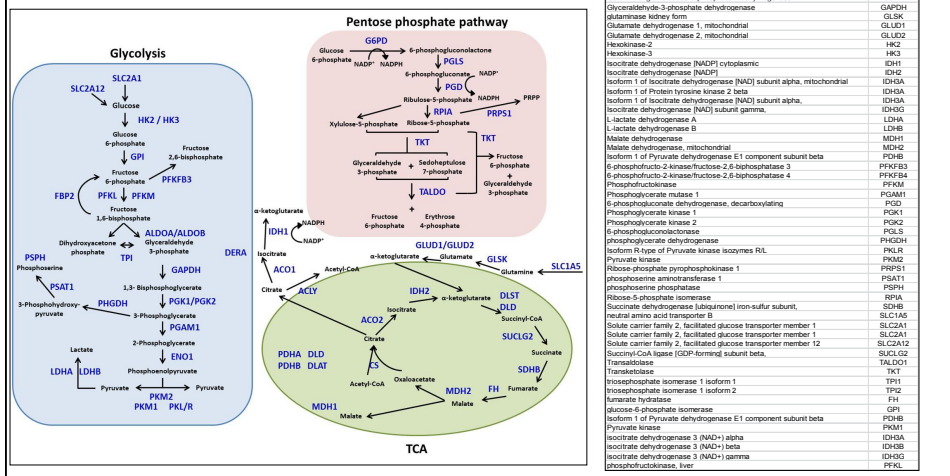 Pentose phosphate pathway
G6PD
Glucose
6-phosphate
NADP⁺ NADPH
6-phosphogluconolactone
PGLS
6-phosphogluconate
NADP⁺
PGD
NADPH
Ribulose-5-phosphate
PRPP
RPIA
PRPS1
Xylulose-5-phosphate
Ribose-5-phosphate
TKT
TKT
Glyceraldehyde
3-phosphate
+
Sedoheptulose
7-phosphate
Fructose
6-phosphate
+
Glyceraldehyde
3-phosphate
TALDO
Fructose
6-phosphate
+
Erythrose
4-phosphate
Glycolysis
SLC2A1
SLC2A12
Glucose
HK2 / HK3
Glucose
6-phosphate
GPI
Fructose
2,6-bisphosphate
Fructose
6-phosphate
PFKFB3
FBP2
PFKL
PFKM
Fructose
1,6-bisphosphate
ALDOA/ALDOB
Dihydroxyacetone
phosphate
TPI
Glyceraldehyde
3-phosphate
DERA
GAPDH
PSPH
Phosphoserine
PSAT1
1,3- Bisphosphoglycerate
PGK1/PGK2
3-Phosphohydroxy-
pyruvate
PHGDH
3-Phosphoglycerate
PGAM1
2-Phosphoglycerate
ENO1
Lactate
LDHA
LDHB
Phosphoenolpyruvate
Pyruvate
Pyruvate
PKM2
PKM1 PKL/R
α-ketoglutarate
NADPH
IDH1
NADP⁺
Isocitrate
ACO1
Acetyl-CoA
Citrate
ACLY
GLUD1/GLUD2
α-ketoglutarate
Glutamate
GLSK
Glutamine
SLC1A5
IDH2
α-ketoglutarate
Isocitrate
DLST
DLD
ACO2
Succinyl-CoA
SUCLG2
Citrate
Succinate
PDHA DLD
PDHB DLAT
CS
SDHB
Acetyl-CoA
Oxaloacetate
FH
Fumarate
MDH2
Malate
MDH1
Malate
TCA
Glyceraldehyde-3-phosphate dehydrogenase GAPDH
glutaminase kidney form GLSK
Glutamate dehydrogenase 1, mitochondrial GLUD1
Glutamate dehydrogenase 2, mitochondrial GLUD2
Hexokinase-2 HK2
Hexokinase-3 HK3
Isocitrate dehydrogenase [NADP] cytoplasmic IDH1
Isocitrate dehydrogenase [NADP] IDH2
Isoform 1 of Isocitrate dehydrogenase [NAD] subunit alpha, mitochondrial IDH3A
Isoform 1 of Protein tyrosine kinase 2 beta IDH3A
Isoform 1 of Isocitrate dehydrogenase [NAD] subunit alpha, IDH3A
Isocitrate dehydrogenase [NAD] subunit gamma, IDH3G
L-lactate dehydrogenase A LDHA
L-lactate dehydrogenase B LDHB
Malate dehydrogenase MDH1
Malate dehydrogenase, mitochondrial MDH2
Isoform 1 of Pyruvate dehydrogenase E1 component subunit beta PDHB
6-phosphofructo-2-kinase/fructose-2,6-biphosphatase 3 PFKFB3
6-phosphofructo-2-kinase/fructose-2,6-biphosphatase 4 PFKFB4
Phosphofructokinase PFKM
Phosphoglycerate mutase 1 PGAM1
6-phosphogluconate dehydrogenase, decarboxylating PGD
Phosphoglycerate kinase 1 PGK1
Phosphoglycerate kinase 2 PGK2
6-phosphogluconolactonase PGLS
phosphoglycerate dehydrogenase PHGDH
Isoform R-type of Pyruvate kinase isozymes R/L PKLR
Pyruvate kinase PKM2
Ribose-phosphate pyrophosphokinase 1 PRPS1
phosphoserine aminotransferase 1 PSAT1
phosphoserine phosphatase PSPH
Ribose-5-phosphate isomerase RPIA
Succinate dehydrogenase [ubiquinone] iron-sulfur subunit, SDHB
neutral amino acid transporter B SLC1A5
Solute carrier family 2, facilitated glucose transporter member 1 SLC2A1
Solute carrier family 2, facilitated glucose transporter member 1 SLC2A1
Solute carrier family 2, facilitated glucose transporter member 12 SLC2A12
Succinyl-CoA ligase [GDP-forming] subunit beta, SUCLG2
Transaldolase TALDO1
Transketolase TKT
triosephosphate isomerase 1 isoform 1 TPI1
triosephosphate isomerase 1 isoform 2 TPI2
fumarate hydratase FH
glucose-6-phosphate isomerase GPI
Isoform 1 of Pyruvate dehydrogenase E1 component subunit beta PDHB
Pyruvate kinase PKM1
isocitrate dehydrogenase 3 (NAD+) alpha IDH3A
isocitrate dehydrogenase 3 (NAD+) beta IDH3B
isocitrate dehydrogenase 3 (NAD+) gamma IDH3G
phosphofructokinase, liver PFKL